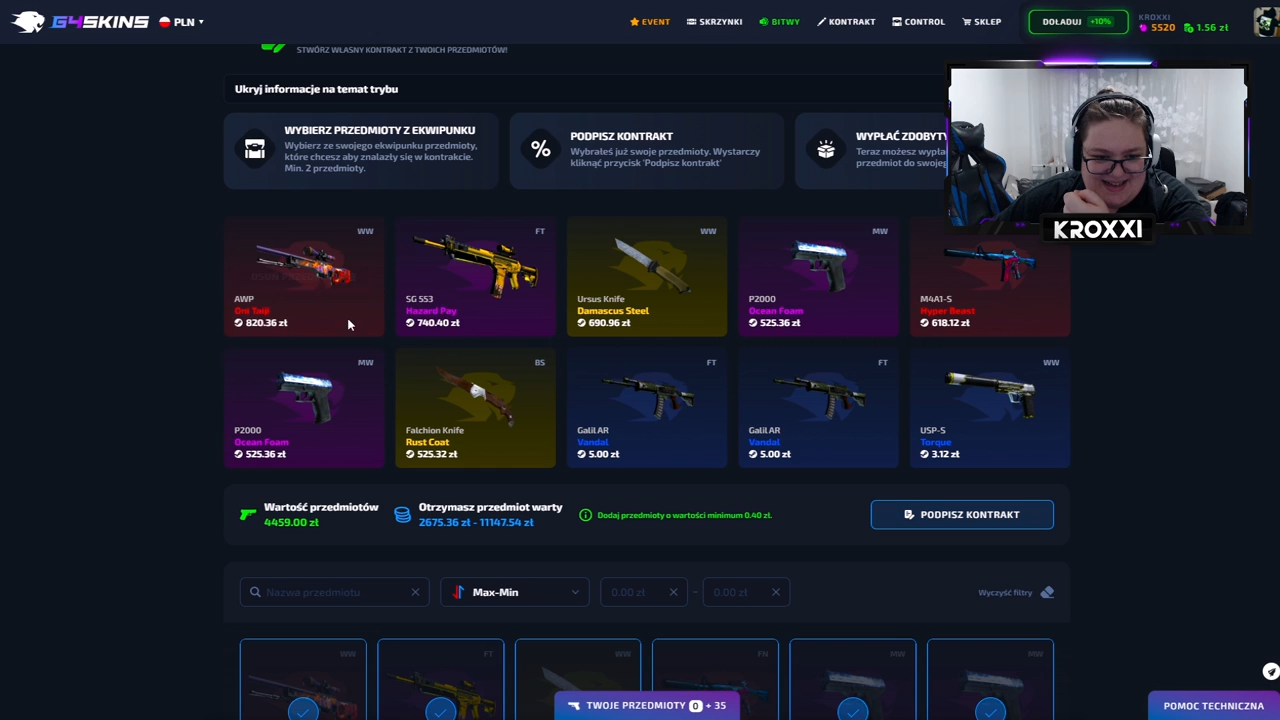 G4SKINS
PLN
EVENT
SKRZYNKI
BITWY
KONTRAKT
CONTROL
SKLEP
DOŁADUJ +10%
KROXXI
5520
1.56 zł
STWÓRZ WŁASNY KONTRAKT Z TWOICH PRZEDMIOTÓW!
Ukryj informacje na temat trybu
WYBIERZ PRZEDMIOTY Z EKWIPUNKU
Wybierz ze swojego ekwipunku przedmioty,
które chcesz aby znalazły się w kontrakcie.
Min. 2 przedmioty.
PODPISZ KONTRAKT
Wybrałeś już swoje przedmioty. Wystarczy
kliknąć przycisk 'Podpisz kontrakt'
WYPŁAĆ ZDOBYTY
Teraz możesz wypła
przedmiot do swojeg
KROXXI
WW
AWP
Oni Taiji
820.36 zł
FT
SG 553
Hazard Pay
740.40 zł
WW
Ursus Knife
Damascus Steel
690.96 zł
MW
P2000
Ocean Foam
525.36 zł
M4A1-S
Hyper Beast
618.12 zł
MW
P2000
Ocean Foam
525.36 zł
BS
Falchion Knife
Rust Coat
525.32 zł
FT
Galil AR
Vandal
5.00 zł
FT
Galil AR
Vandal
5.00 zł
WW
USP-S
Torque
3.12 zł
Wartość przedmiotów
4459.00 zł
Otrzymasz przedmiot warty
2675.36 zł - 11147.54 zł
Dodaj przedmioty o wartości minimum 0.40 zł.
PODPISZ KONTRAKT
Nazwa przedmiotu
Max-Min
0.00 zł
-
0.00 zł
Wyczyść filtry
WW
FT
WW
FN
MW
MW
TWOJE PRZEDMIOTY 0 + 35
POMOC TECHNICZNA